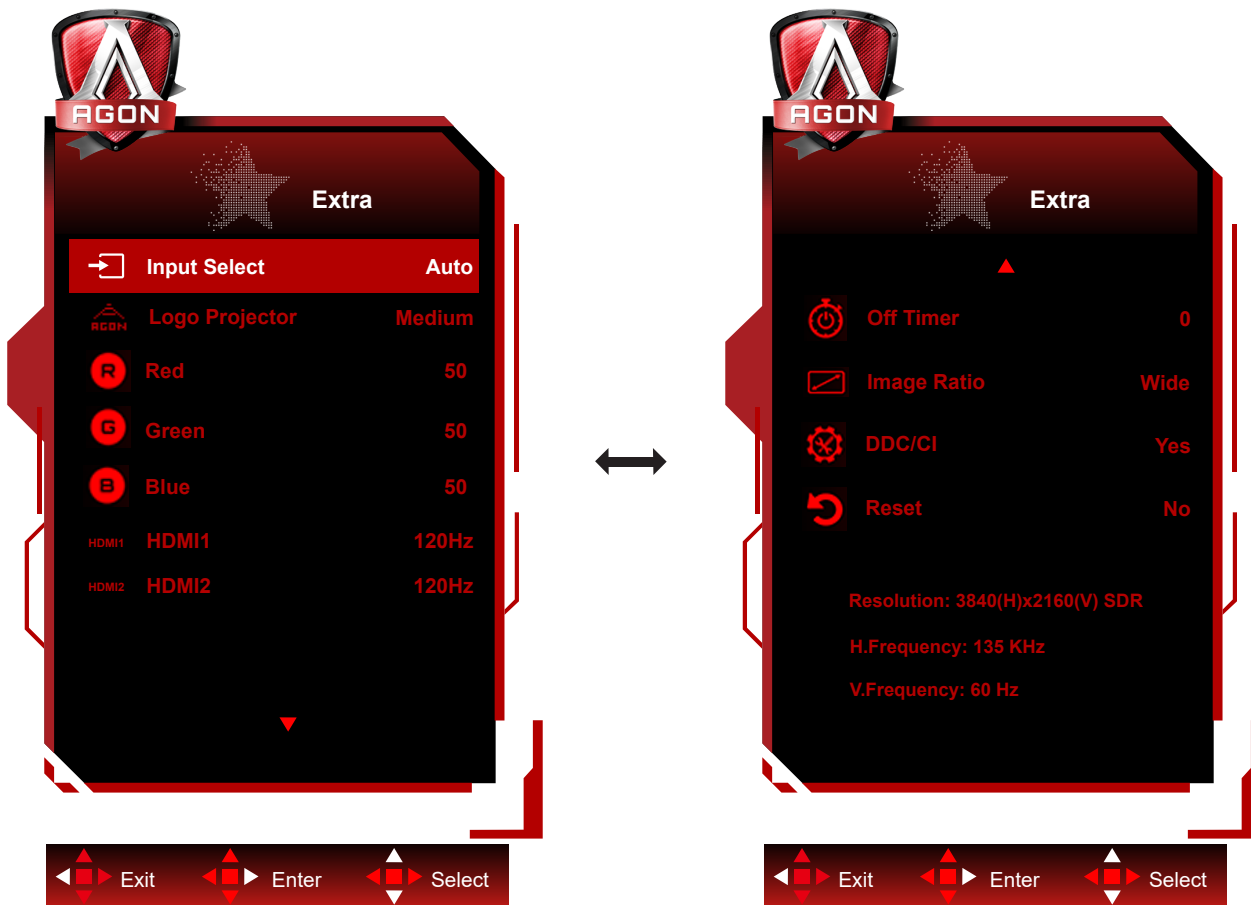 AGON
Extra
Input Select Auto
AGON Logo Projector Medium
R Red 50
G Green 50
B Blue 50
HDMI1 HDMI1 120Hz
HDMI2 HDMI2 120Hz
Exit Enter Select
AGON
Extra
Off Timer 0
Image Ratio Wide
DDC/CI Yes
Reset No
Resolution: 3840(H)x2160(V) SDR
H.Frequency: 135 KHz
V.Frequency: 60 Hz
Exit Enter Select